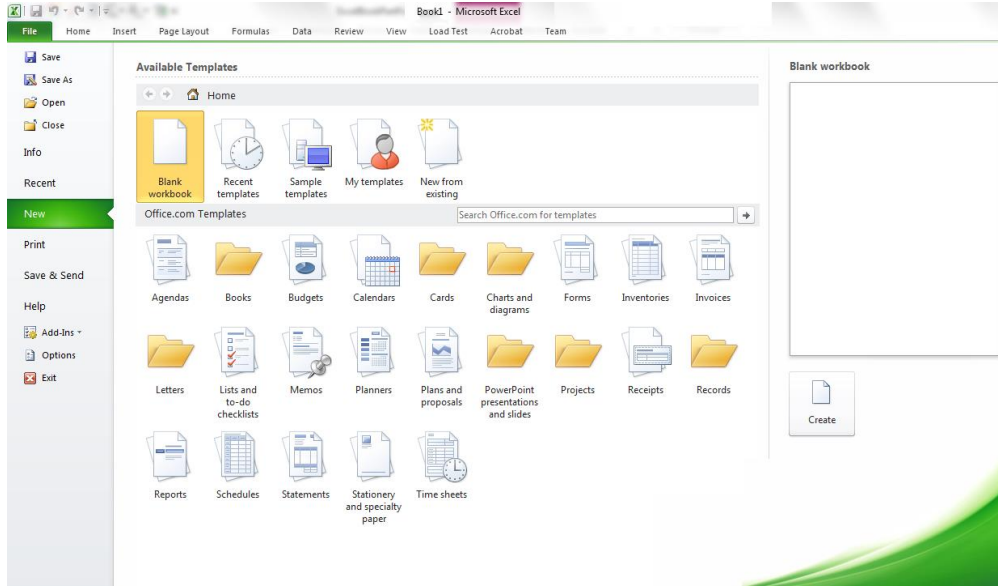 Book1 - Microsoft Excel
File Home Insert Page Layout Formulas Data Review View Load Test Acrobat Team
Save
Save As
Open
Close
Info
Recent
New
Print
Save & Send
Help
Add-Ins
Options
Exit
Available Templates
Home
Blank
workbook
Recent
templates
Sample
templates
My templates
New from
existing
Office.com Templates
Search Office.com for templates
Agendas
Books
Budgets
Calendars
Cards
Charts and
diagrams
Forms
Inventories
Invoices
Letters
Lists and
to-do
checklists
Memos
Planners
Plans and
proposals
PowerPoint
presentations
and slides
Projects
Receipts
Records
Reports
Schedules
Statements
Stationery
and specialty
paper
Time sheets
Blank workbook
Create